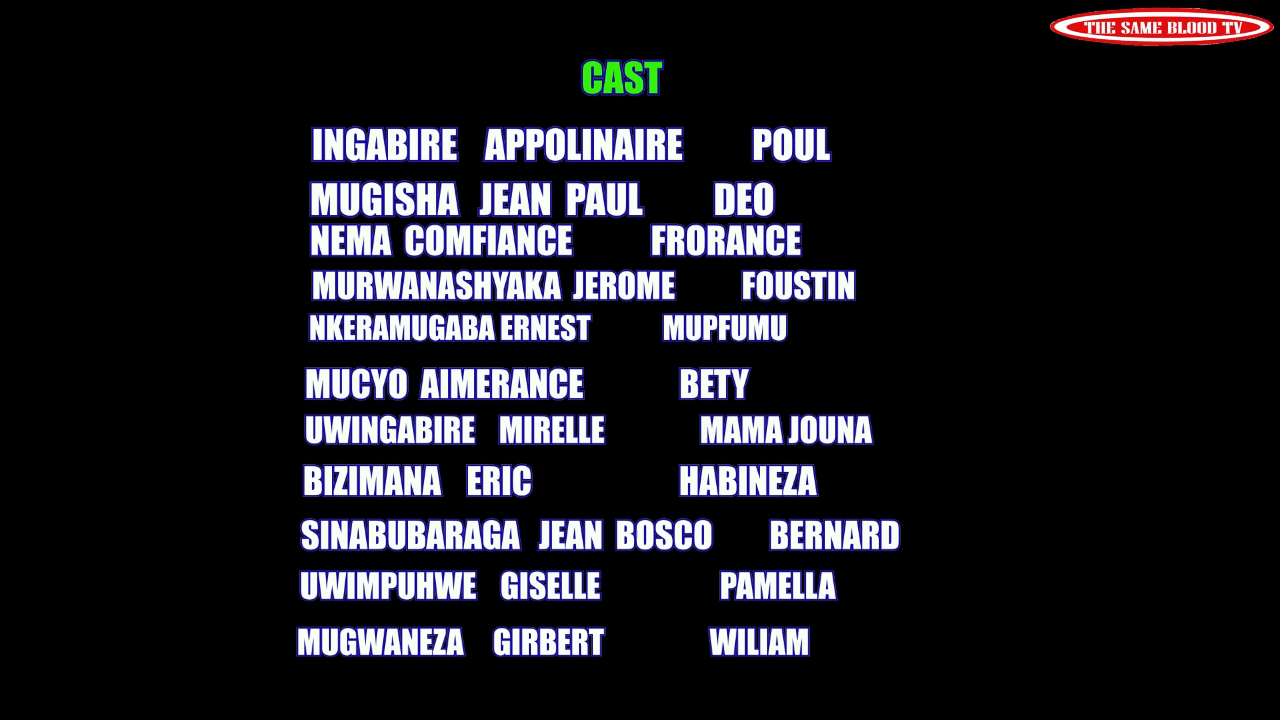 THE SAME BLOOD TV
CAST
INGABIRE APPOLINAIRE POUL
MUGISHA JEAN PAUL DEO
NEMA COMFIANCE FRORANCE
MURWANASHYAKA JEROME FOUSTIN
NKERAMUGABA ERNEST MUPFUMU
MUCYO AIMERANCE BETY
UWINGABIRE MIRELLE MAMA JOUNA
BIZIMANA ERIC HABINEZA
SINABUBARAGA JEAN BOSCO BERNARD
UWIMPUHWE GISELLE PAMELLA
MUGWANEZA GIRBERT WILIAM